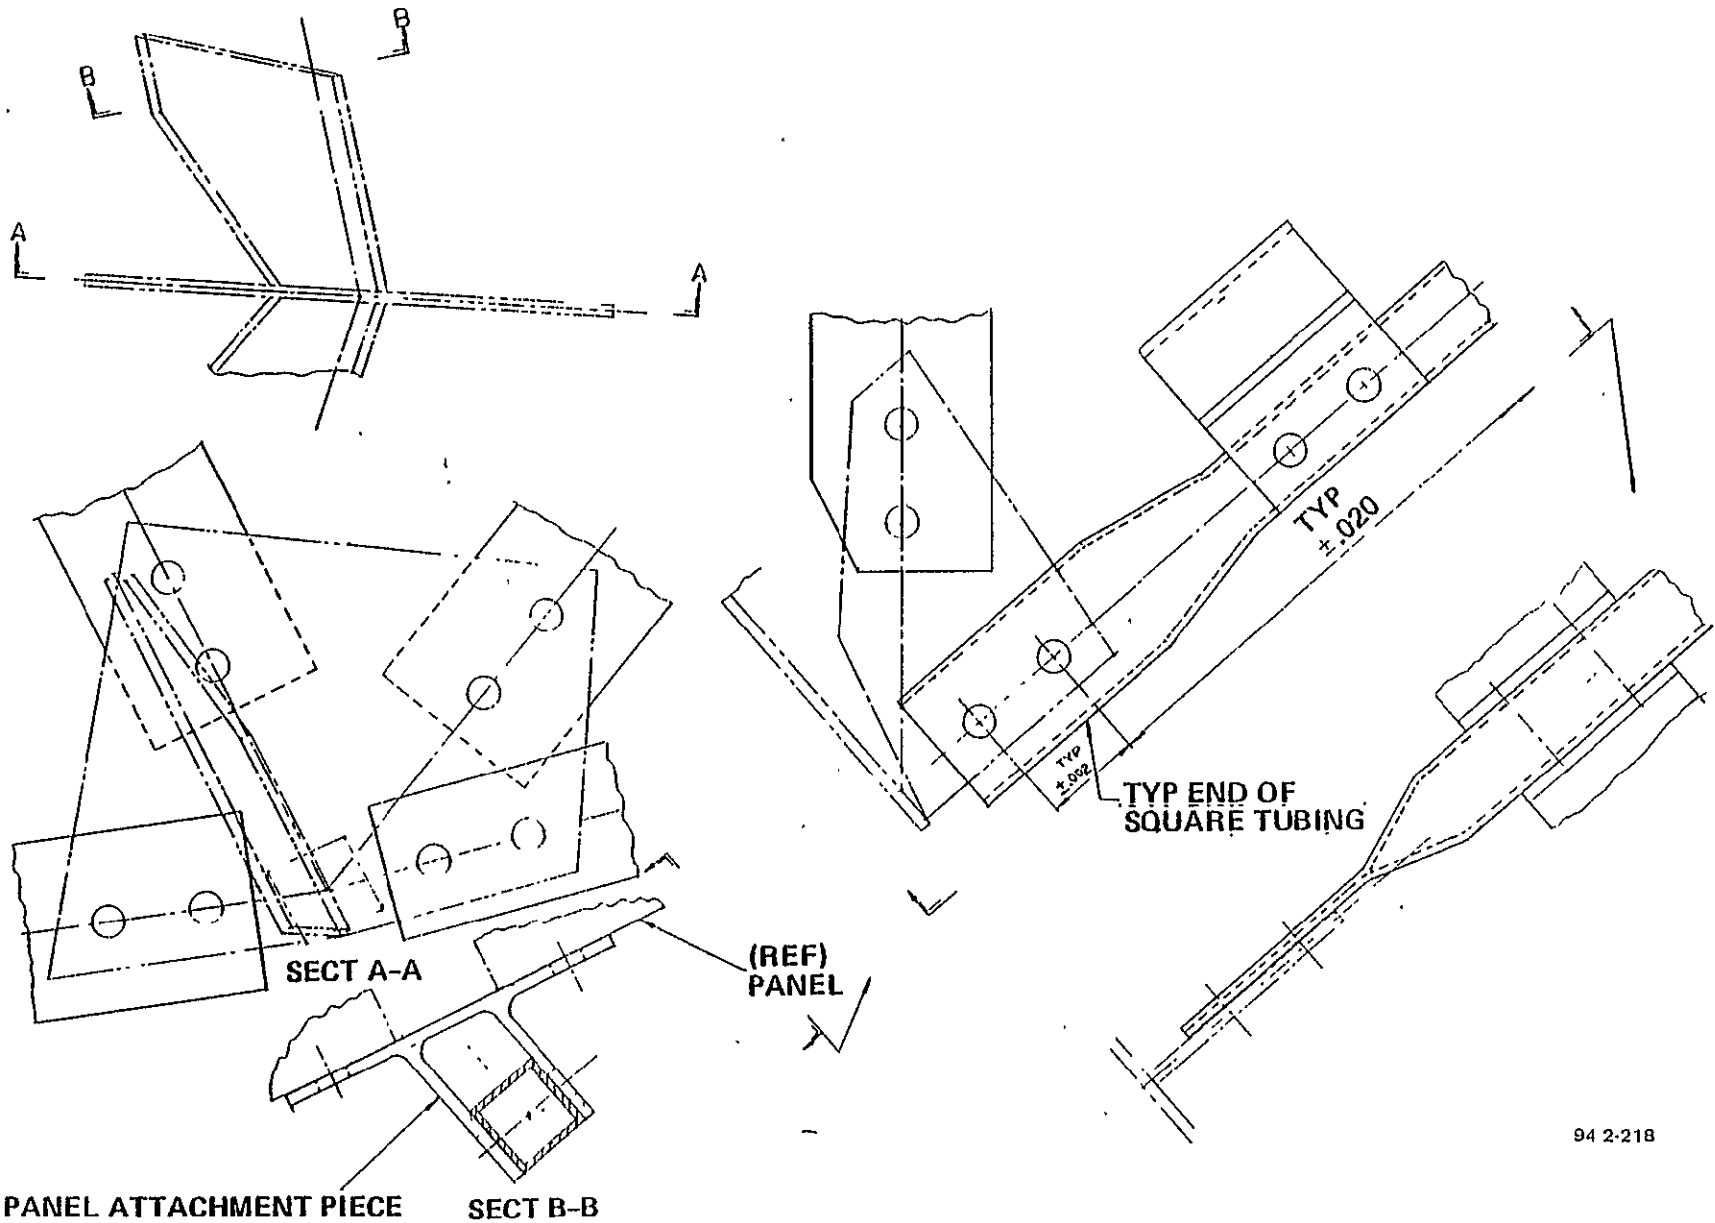 B
B
A
A
TYP
±.020
TYP
±.002
TYP END OF
SQUARE TUBING
SECT A-A
(REF)
PANEL
PANEL ATTACHMENT PIECE
SECT B-B
94 2-218